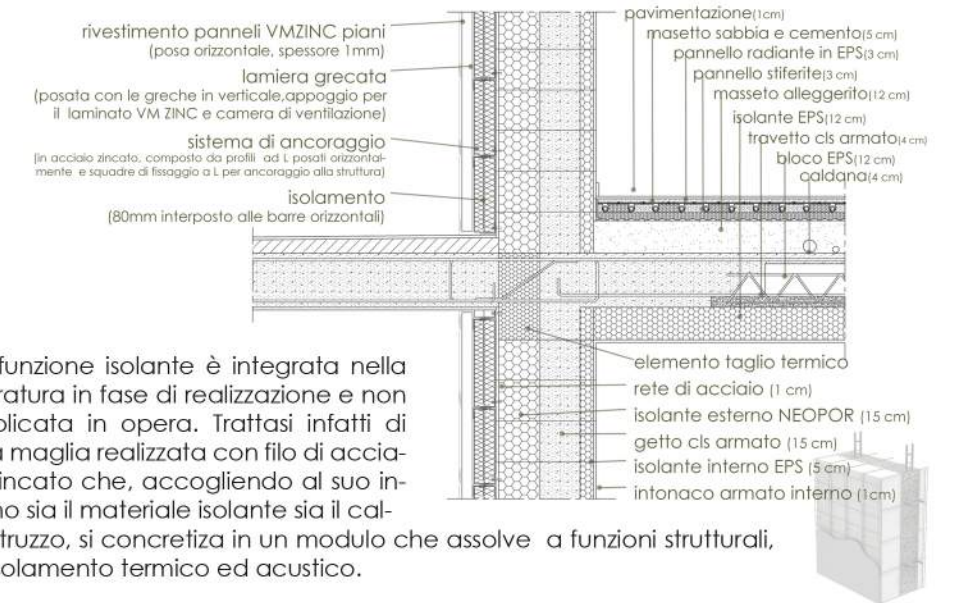 rivestimento panneli VMZINC piani
(posa orizzontale, spessore 1mm)
lamiera grecata
(posata con le greche in verticale,appoggio per
il laminato VM ZINC e camera di ventilazione)
sistema di ancoraggio
(in acciaio zincato, composto da profili ad L posati orizzontal-
mente e squadre di fissaggio a L per ancoraggio alla struttura)
isolamento
(80mm interposto alle barre orizzontali)
pavimentazione(1cm)
masetto sabbia e cemento(5 cm)
pannello radiante in EPS(3 cm)
pannello stiferite(3 cm)
masseto alleggerito(12 cm)
isolante EPS(12 cm)
travetto cls armato(4 cm)
bloco EPS(12 cm)
caldana(4 cm)
elemento taglio termico
rete di acciaio (1 cm)
isolante esterno NEOPOR (15 cm)
getto cls armato (15 cm)
isolante interno EPS (5 cm)
intonaco armato interno (1cm)
funzione isolante è integrata nella
ratura in fase di realizzazione e non
plicata in opera. Trattasi infatti di
a maglia realizzata con filo di accia-
zincato che, accogliendo al suo in-
no sia il materiale isolante sia il cal-
truzzo, si concretiza in un modulo che assolve a funzioni strutturali,
solamento termico ed acustico.